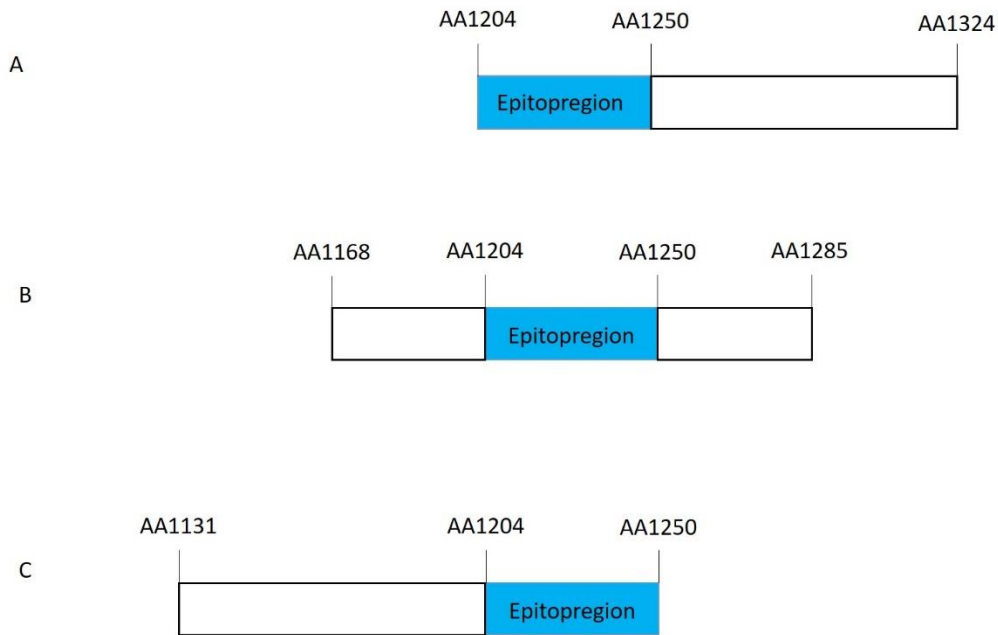 AA1204 AA1250 AA1324
A
Epitopregion
AA1168 AA1204 AA1250 AA1285
B
Epitopregion
AA1131 AA1204 AA1250
C
Epitopregion